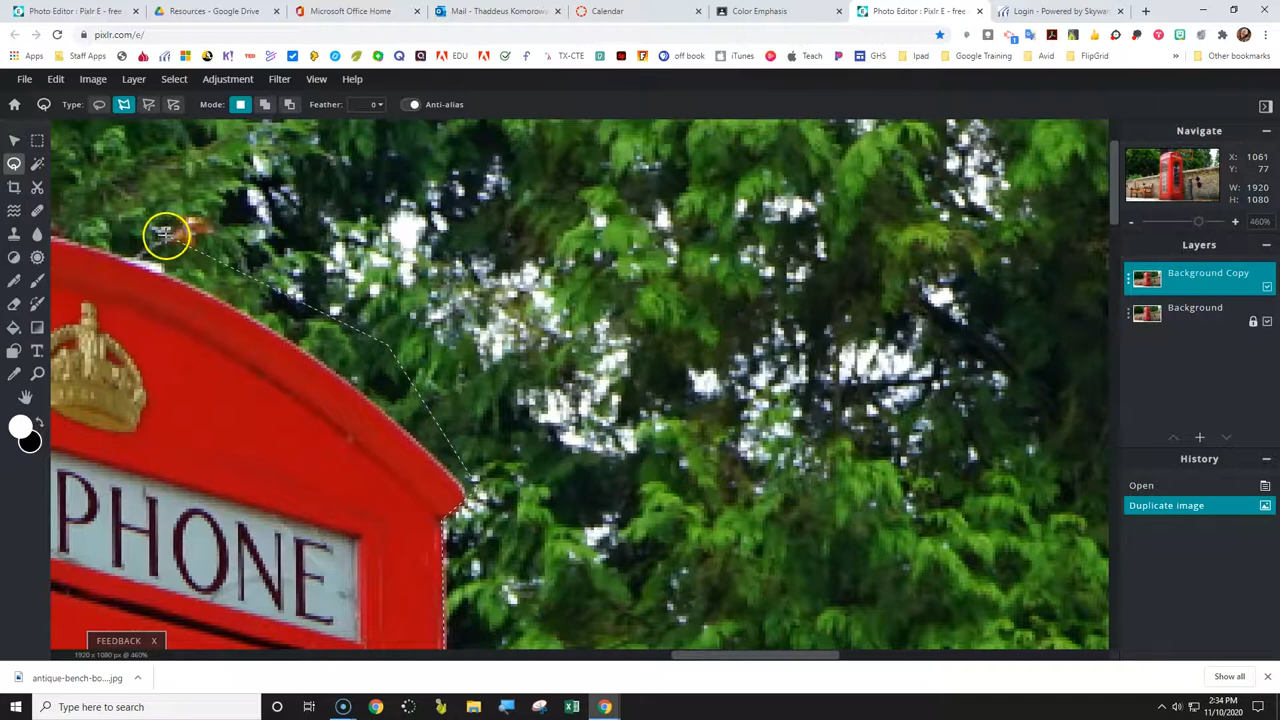 Photo Editor : Pixlr E - free
Resources - Google Drive
Microsoft Office Home
Mail - Thaddeus Komorow
Calendar
Color Emphasis
Photo Editor : Pixlr E - free
Login - Powered by Skyw
pixlr.com/e/
Apps
Staff Apps
K!
TED
EDU
TX-CTE
off book
iTunes
Teach
GHS
Ipad
Google Training
Avid
FlipGrid
Other bookmarks
File
Edit
Image
Layer
Select
Adjustment
Filter
View
Help
Type:
Mode:
Feather:
0
Anti-alias
Navigate
X: 1061
Y: 77
W: 1920
H: 1080
460%
Layers
Background Copy
Background
History
Open
Duplicate image
PHONE
FEEDBACK X
1920 x 1080 px @ 460%
antique-bench-bo....jpg
Show all
Type here to search
2:34 PM
11/10/2020